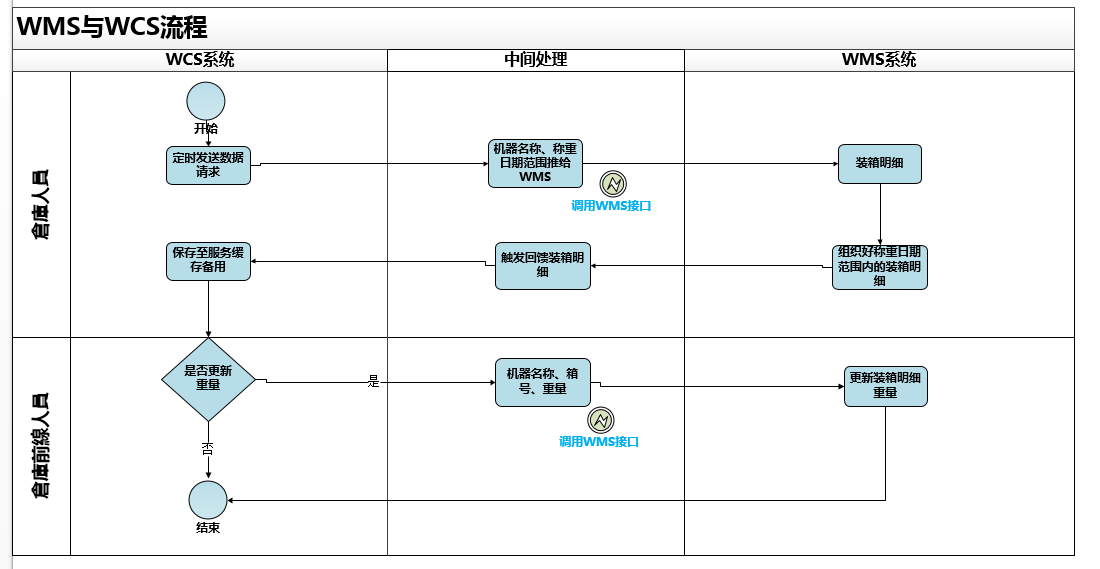 WMS与WCS流程
WCS系统
中间处理
WMS系统
倉庫人員
开始
定时发送数据
请求
机器名称、称重
日期范围推给
WMS
调用WMS接口
装箱明细
保存至服务缓
存备用
触发回馈装箱明
细
组织好称重日期
范围内的装箱明
细
倉庫前線人員
是否更新
重量
是
机器名称、箱
号、重量
调用WMS接口
更新装箱明细
重量
否
结束